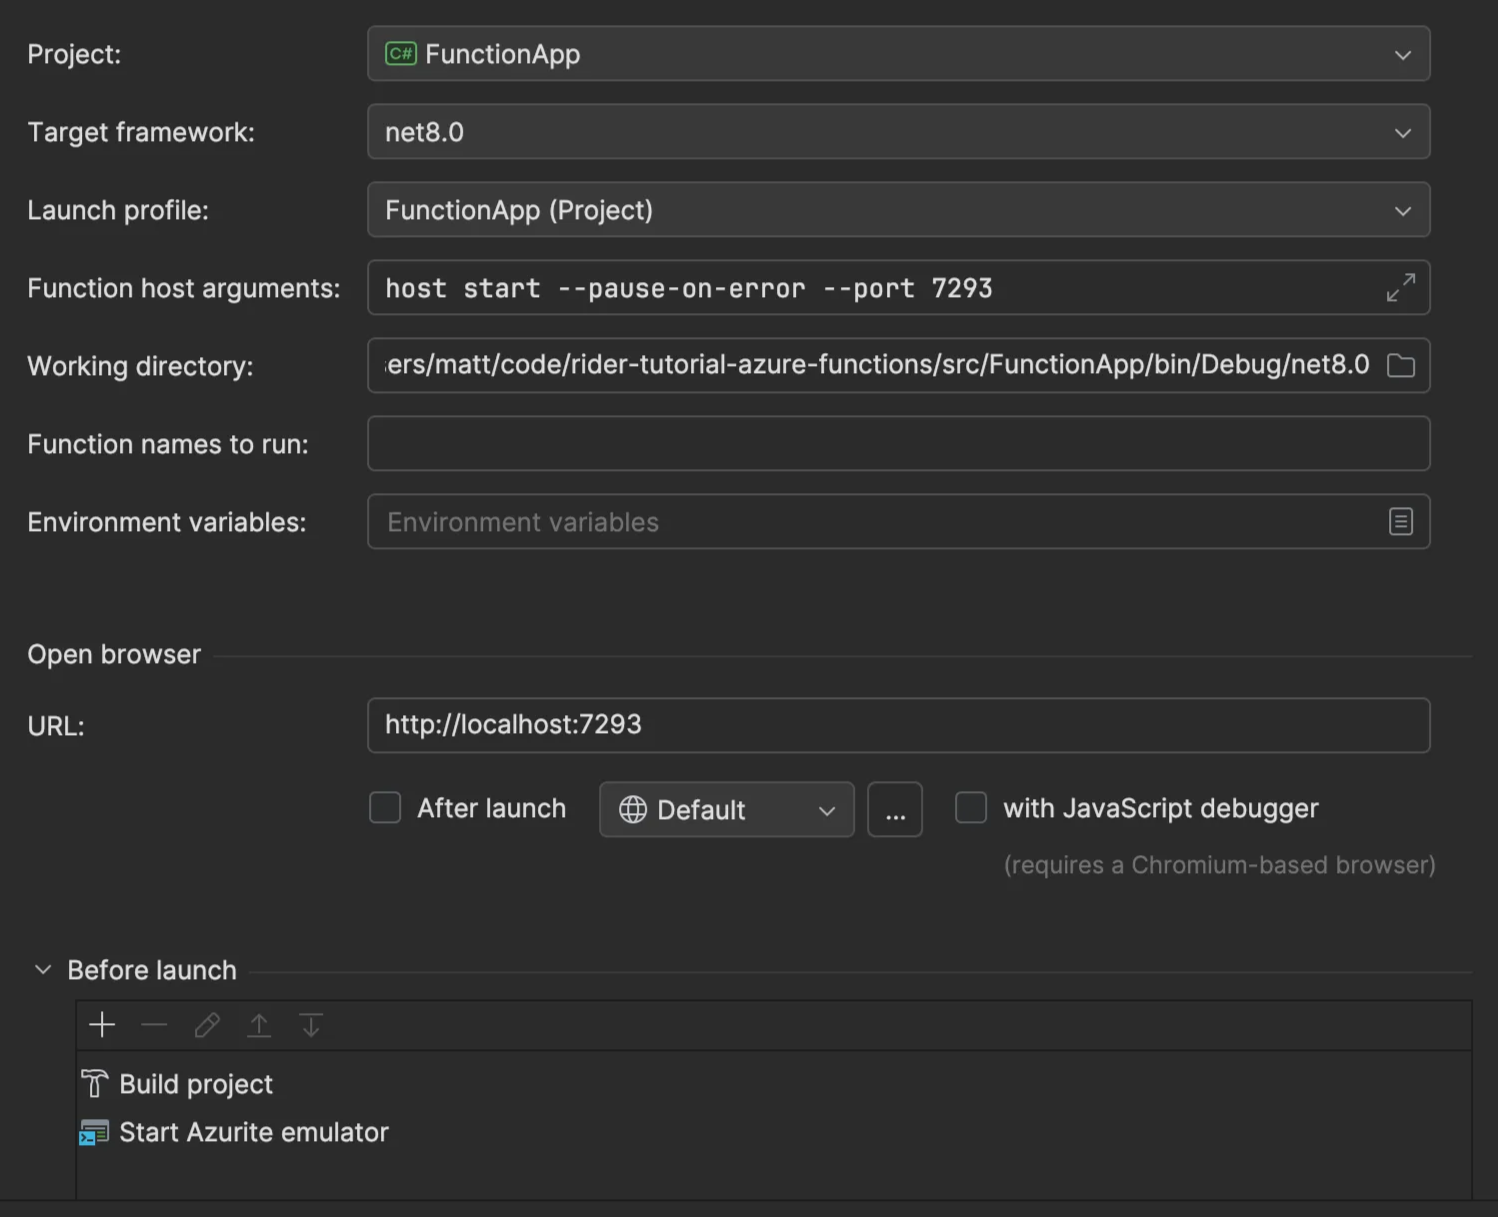 Project: C# FunctionApp
Target framework: net8.0
Launch profile: FunctionApp (Project)
Function host arguments: host start --pause-on-error --port 7293
Working directory: ers/matt/code/rider-tutorial-azure-functions/src/FunctionApp/bin/Debug/net8.0
Function names to run:
Environment variables: Environment variables
Open browser
URL: http://localhost:7293
After launch Default ... with JavaScript debugger
(requires a Chromium-based browser)
Before launch
Build project
Start Azurite emulator